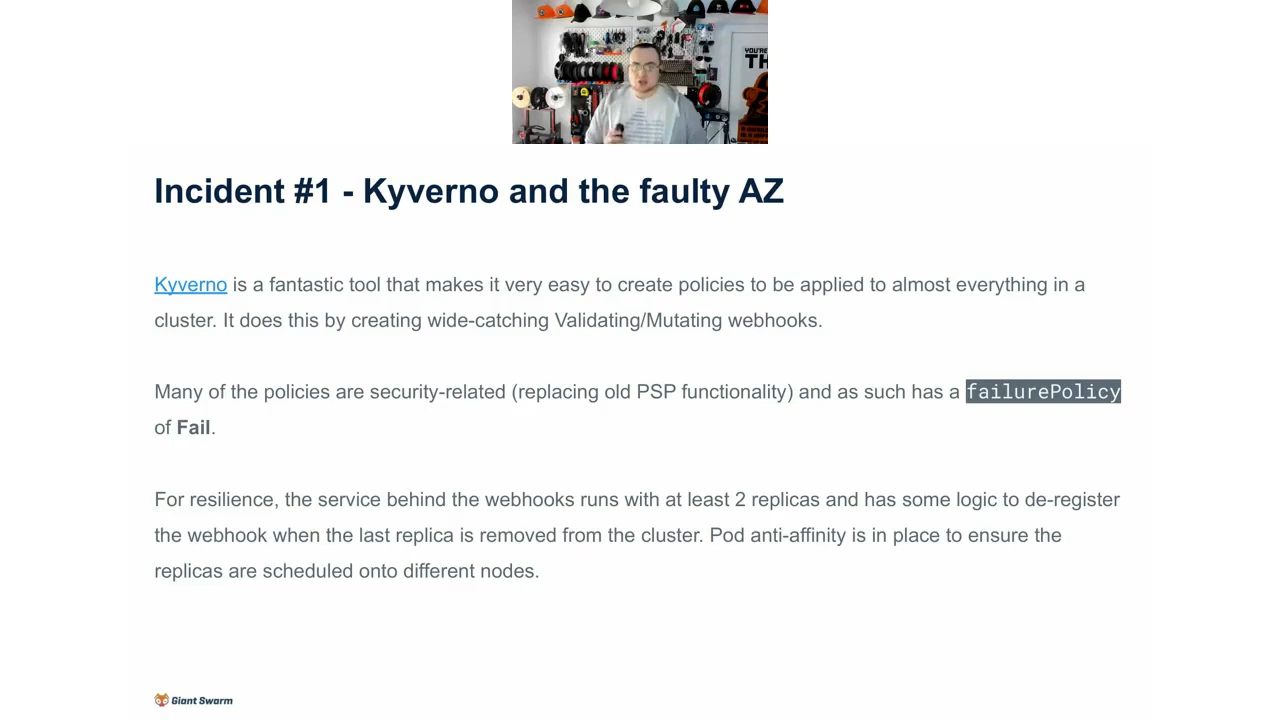 YOU'RE
TH
Incident #1 - Kyverno and the faulty AZ
Kyverno is a fantastic tool that makes it very easy to create policies to be applied to almost everything in a
cluster. It does this by creating wide-catching Validating/Mutating webhooks.
Many of the policies are security-related (replacing old PSP functionality) and as such has a failurePolicy
of Fail.
For resilience, the service behind the webhooks runs with at least 2 replicas and has some logic to de-register
the webhook when the last replica is removed from the cluster. Pod anti-affinity is in place to ensure the
replicas are scheduled onto different nodes.
Giant Swarm